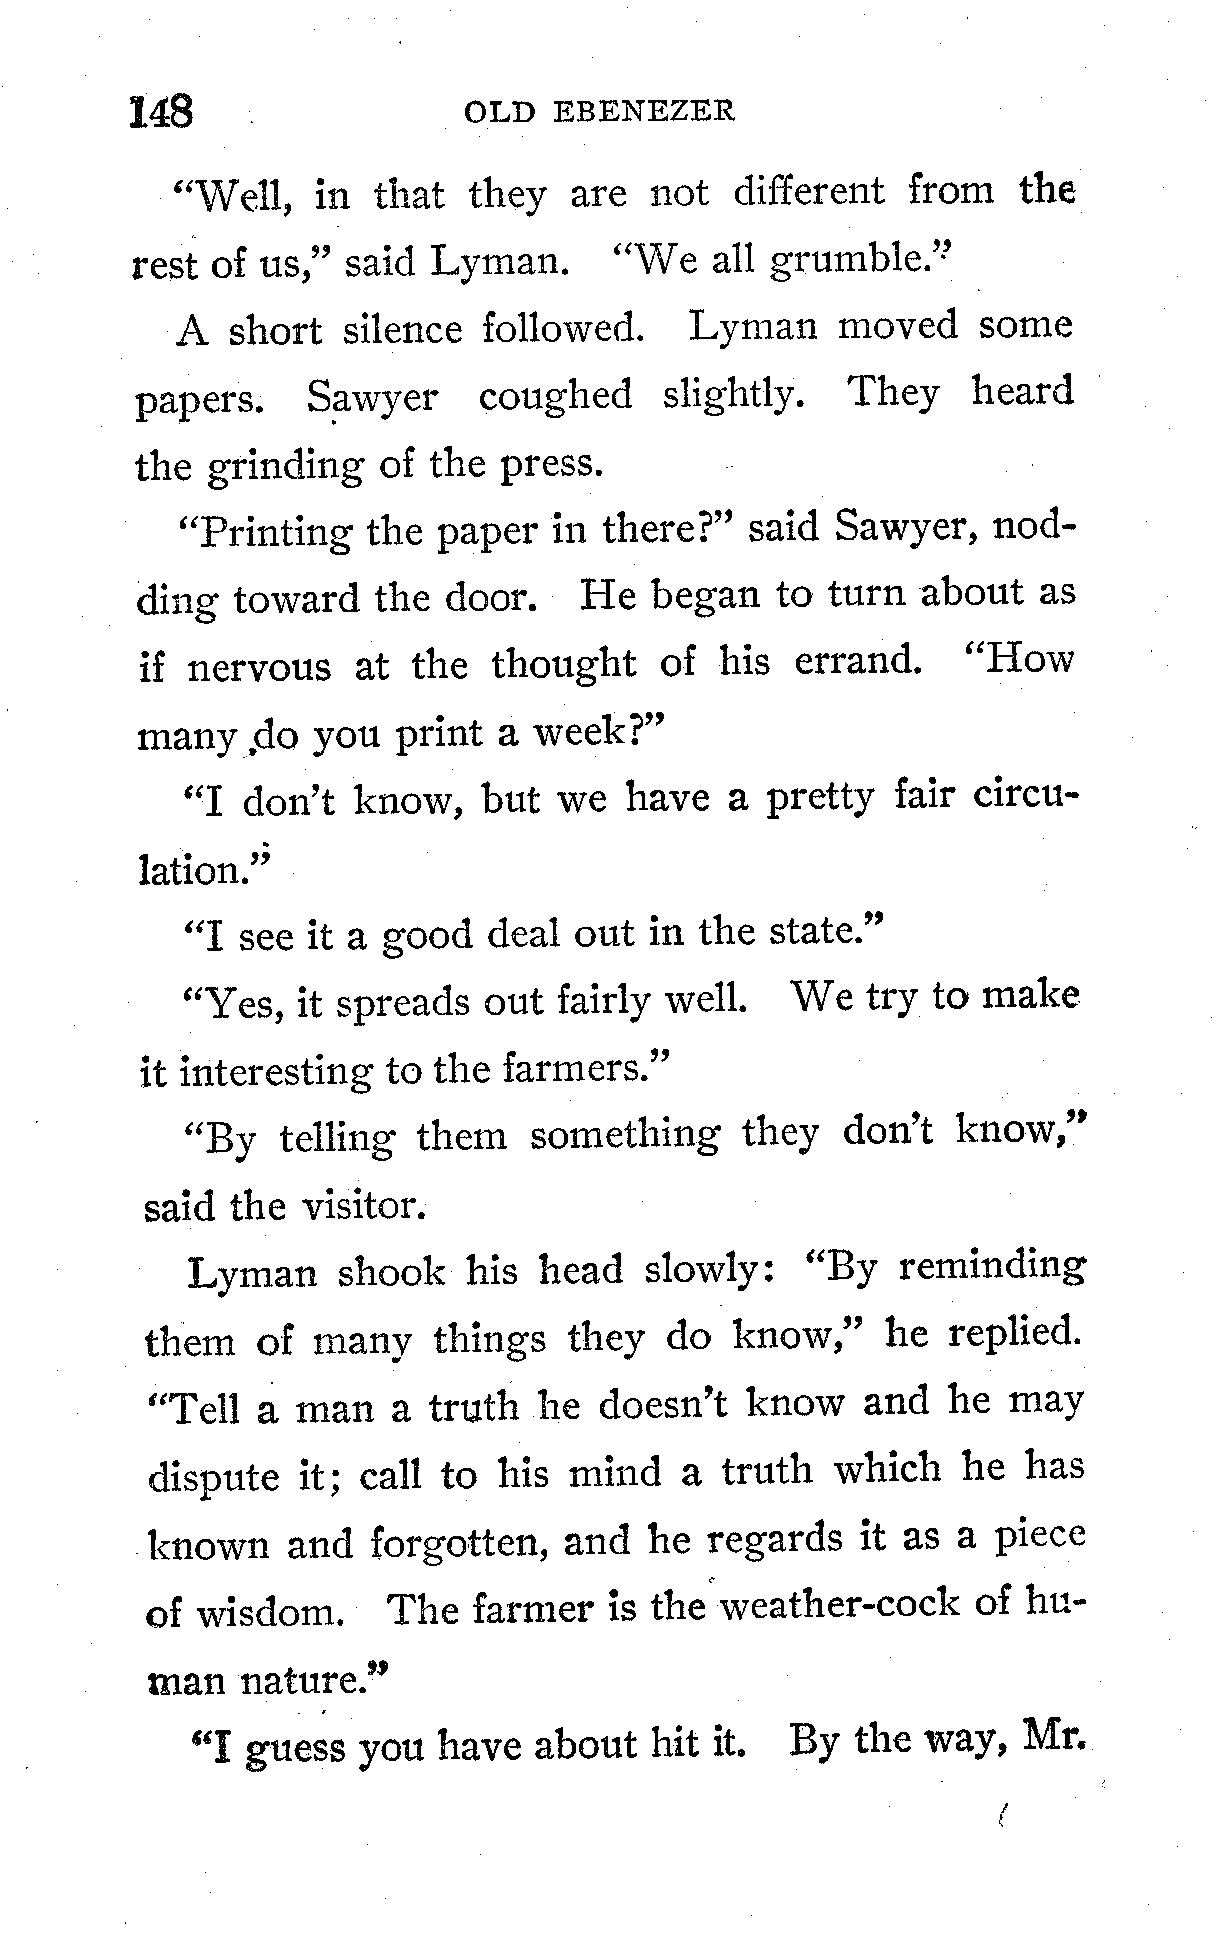 148 OLD EBENEZER
“Well, in that they are not different from the
rest of us,” said Lyman. “We all grumble.”
A short silence followed. Lyman moved some
papers. Sawyer coughed slightly. They heard
the grinding of the press.
“Printing the paper in there?” said Sawyer, nod-
ding toward the door. He began to turn about as
if nervous at the thought of his errand. “How
many do you print a week?”
“I don’t know, but we have a pretty fair circu-
lation.”
“I see it a good deal out in the state.”
“Yes, it spreads out fairly well. We try to make
it interesting to the farmers.”
“By telling them something they don’t know,”
said the visitor.
Lyman shook his head slowly: “By reminding
them of many things they do know,” he replied.
“Tell a man a truth he doesn’t know and he may
dispute it; call to his mind a truth which he has
known and forgotten, and he regards it as a piece
of wisdom. The farmer is the weather-cock of hu-
man nature.”
“I guess you have about hit it. By the way, Mr.